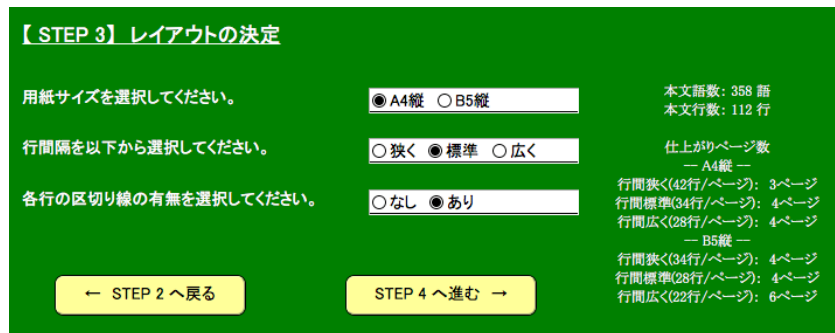 【 STEP 3】 レイアウトの決定
用紙サイズを選択してください。
◉A4縦 ○B5縦
行間隔を以下から選択してください。
○狭く ◉標準 ○広く
各行の区切り線の有無を選択してください。
○なし ◉あり
← STEP 2 へ戻る
STEP 4 へ進む →
本文語数: 358 語
本文行数: 112 行
仕上がりページ数
--- A4縦 ---
行間狭く(42行/ページ): 3ページ
行間標準(34行/ページ): 4ページ
行間広く(28行/ページ): 4ページ
--- B5縦 ---
行間狭く(34行/ページ): 4ページ
行間標準(28行/ページ): 4ページ
行間広く(22行/ページ): 6ページ